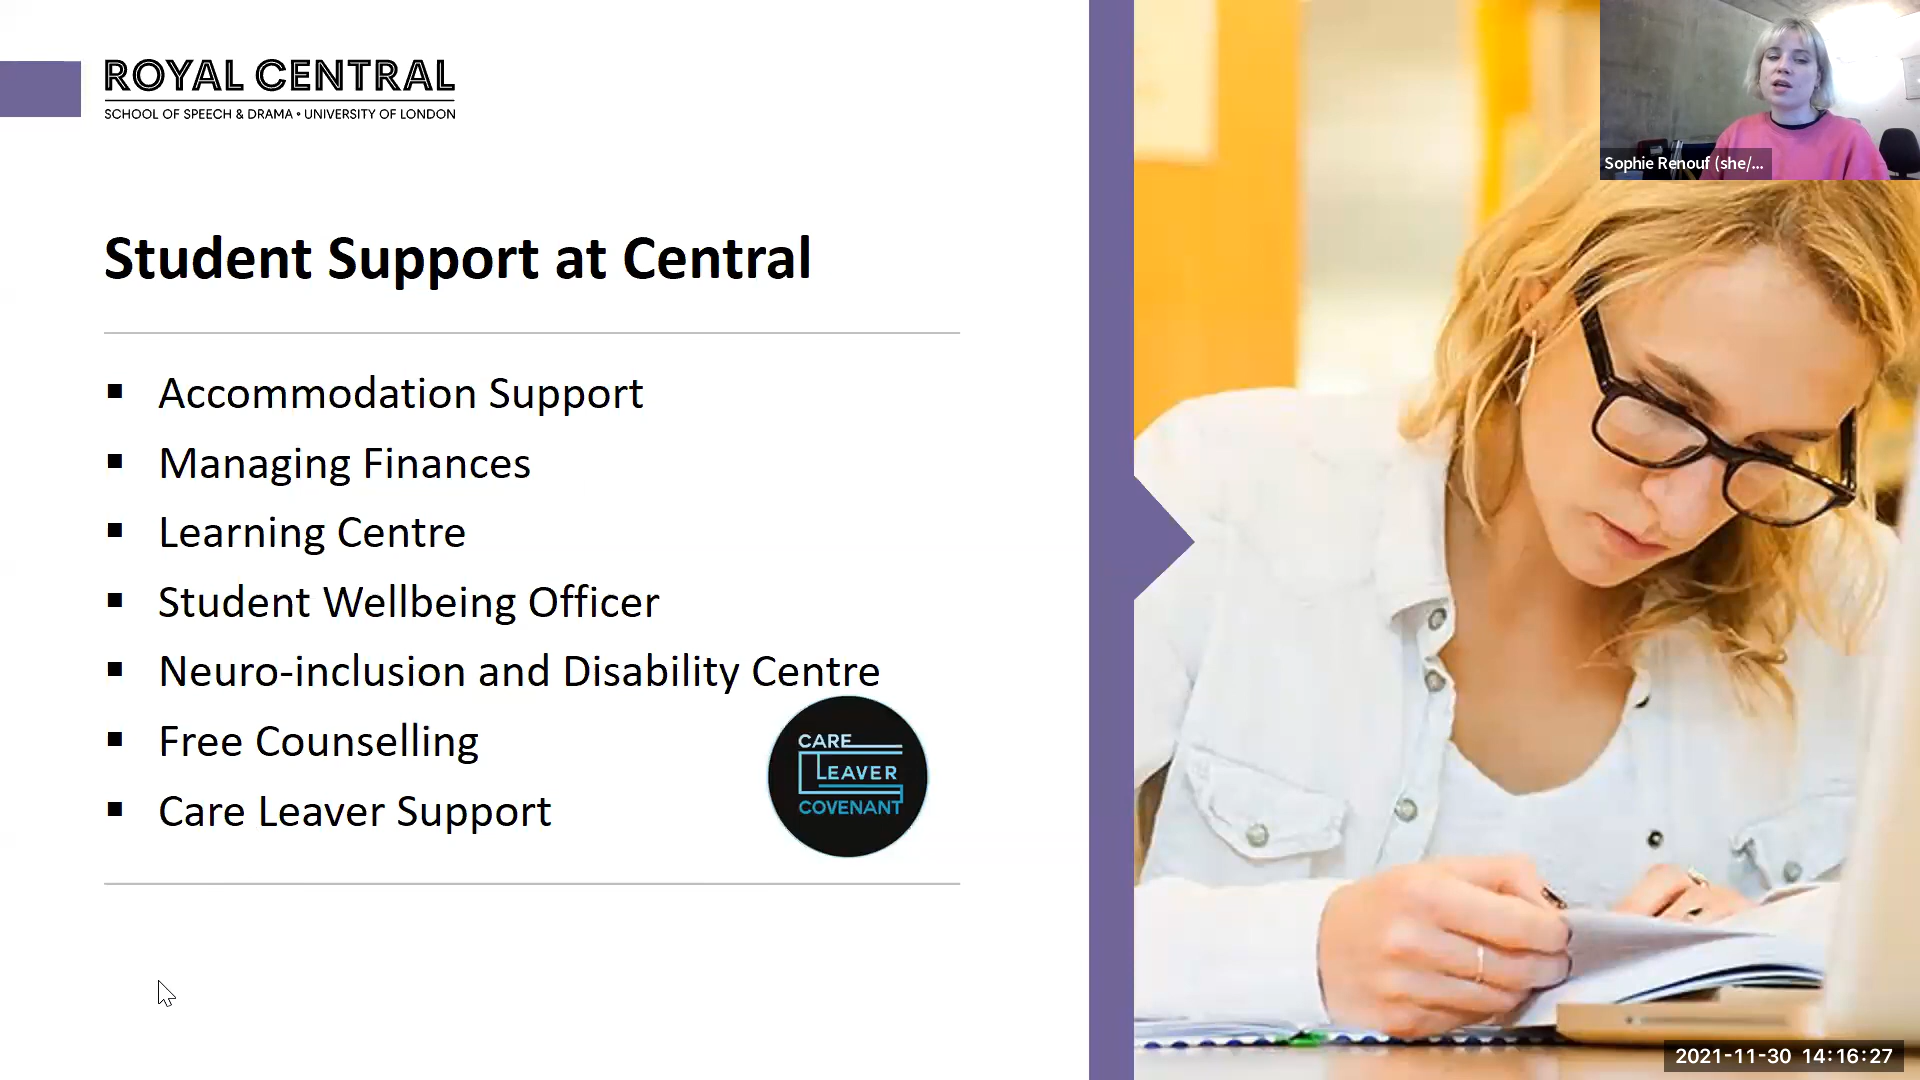 ROYAL CENTRAL
SCHOOL OF SPEECH & DRAMA • UNIVERSITY OF LONDON
Sophie Renouf (she/...
Student Support at Central
▪ Accommodation Support
▪ Managing Finances
▪ Learning Centre
▪ Student Wellbeing Officer
▪ Neuro-inclusion and Disability Centre
▪ Free Counselling
▪ Care Leaver Support
CARE
LEAVER
COVENANT
2021-11-30 14:16:27